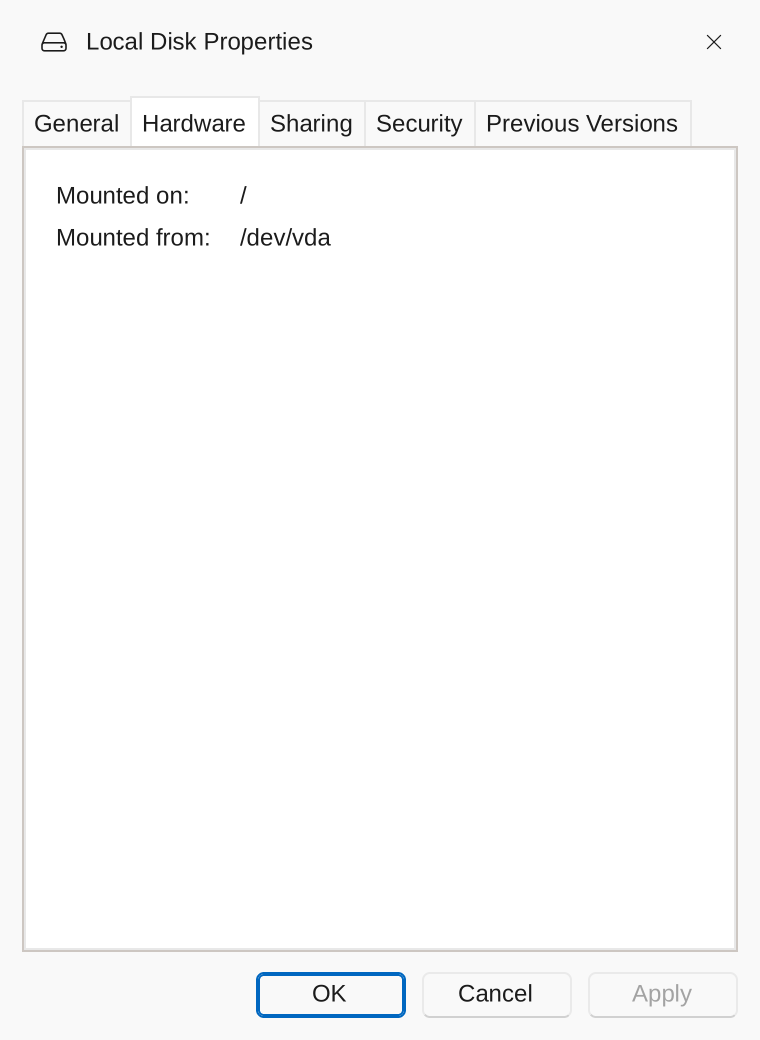 Local Disk Properties
General Hardware Sharing Security Previous Versions
Mounted on: /
Mounted from: /dev/vda
OK Cancel Apply